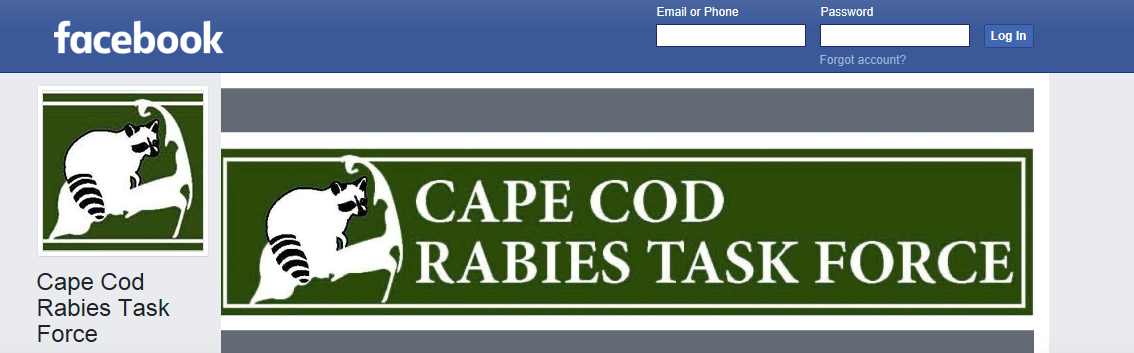 facebook
Email or Phone
Password
Log In
Forgot account?
CAPE COD
RABIES TASK FORCE
Cape Cod
Rabies Task
Force